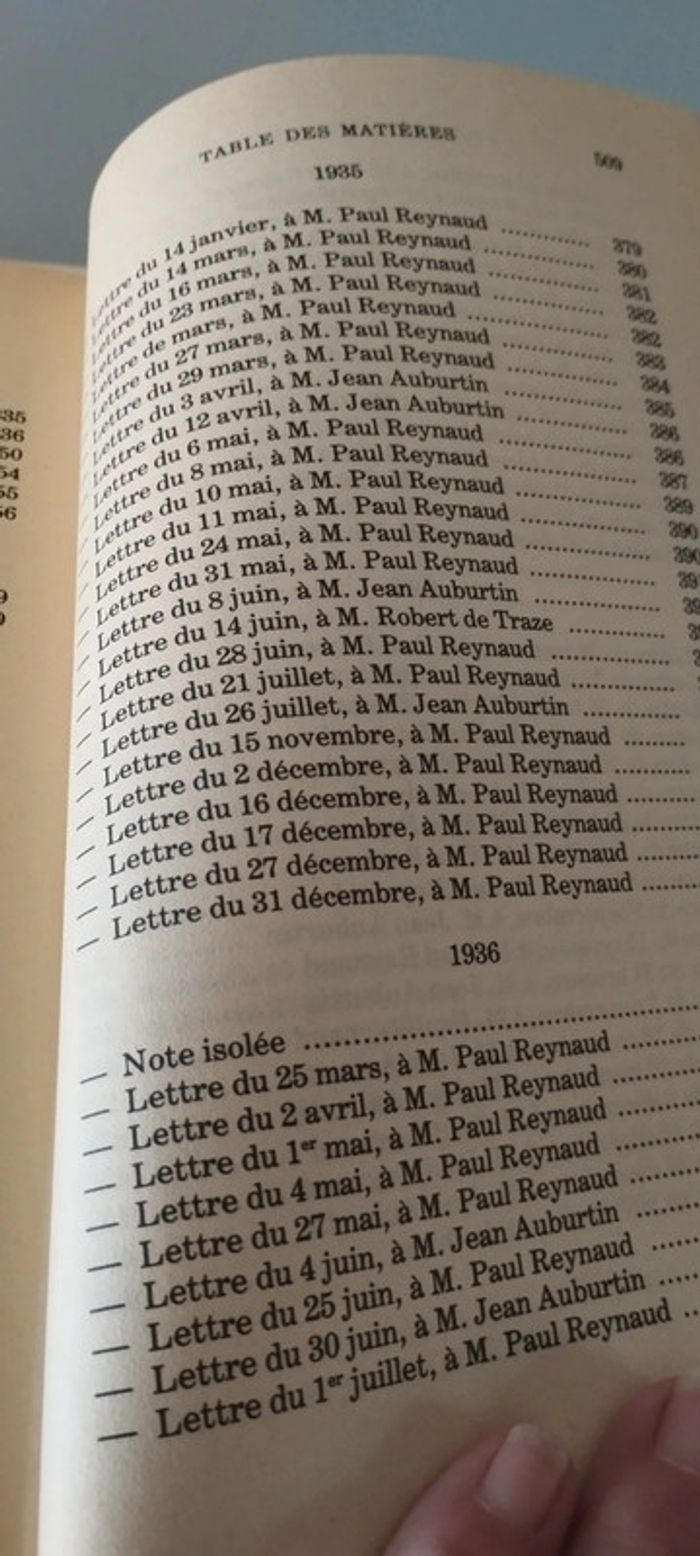 TABLE DES MATIÈRES 509
1935
Lettre du 14 janvier, à M. Paul Reynaud .......... 379
Lettre du 14 mars, à M. Paul Reynaud .......... 380
Lettre du 16 mars, à M. Paul Reynaud .......... 381
Lettre du 23 mars, à M. Paul Reynaud .......... 382
Lettre de mars, à M. Paul Reynaud .......... 382
Lettre du 27 mars, à M. Paul Reynaud .......... 383
Lettre du 29 mars, à M. Paul Reynaud .......... 384
Lettre du 3 avril, à M. Jean Auburtin .......... 385
Lettre du 12 avril, à M. Jean Auburtin .......... 386
— Lettre du 6 mai, à M. Paul Reynaud .......... 386
— Lettre du 8 mai, à M. Paul Reynaud .......... 387
— Lettre du 10 mai, à M. Paul Reynaud .......... 389
— Lettre du 11 mai, à M. Paul Reynaud .......... 390
— Lettre du 24 mai, à M. Paul Reynaud .......... 390
— Lettre du 31 mai, à M. Paul Reynaud ..........
— Lettre du 8 juin, à M. Jean Auburtin ..........
— Lettre du 14 juin, à M. Robert de Traze ..........
— Lettre du 28 juin, à M. Paul Reynaud ..........
— Lettre du 21 juillet, à M. Paul Reynaud ..........
— Lettre du 26 juillet, à M. Jean Auburtin ..........
— Lettre du 15 novembre, à M. Paul Reynaud ..........
— Lettre du 2 décembre, à M. Paul Reynaud ..........
— Lettre du 16 décembre, à M. Paul Reynaud ..........
— Lettre du 17 décembre, à M. Paul Reynaud ..........
— Lettre du 27 décembre, à M. Paul Reynaud ..........
— Lettre du 31 décembre, à M. Paul Reynaud ..........
1936
— Note isolée ..........
— Lettre du 25 mars, à M. Paul Reynaud ..........
— Lettre du 2 avril, à M. Paul Reynaud ..........
— Lettre du 1er mai, à M. Paul Reynaud ..........
— Lettre du 4 mai, à M. Paul Reynaud ..........
— Lettre du 27 mai, à M. Paul Reynaud ..........
— Lettre du 4 juin, à M. Jean Auburtin ..........
— Lettre du 25 juin, à M. Paul Reynaud ..........
— Lettre du 30 juin, à M. Jean Auburtin ..........
— Lettre du 1er juillet, à M. Paul Reynaud ..